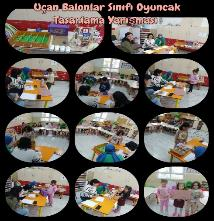 Uçan Balonlar Sınıfı Oyuncak
Tasarlama Yarışması